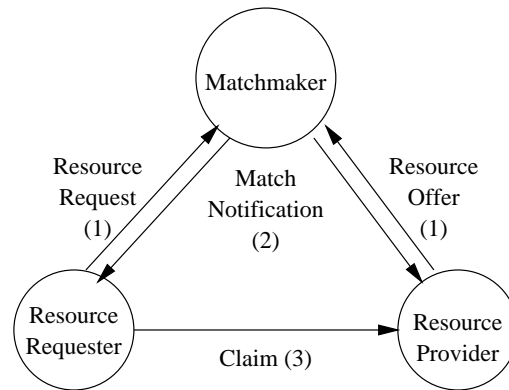 Matchmaker
Resource
Request
(1)
Match
Notification
(2)
Resource
Offer
(1)
Resource
Requester
Claim (3)
Resource
Provider